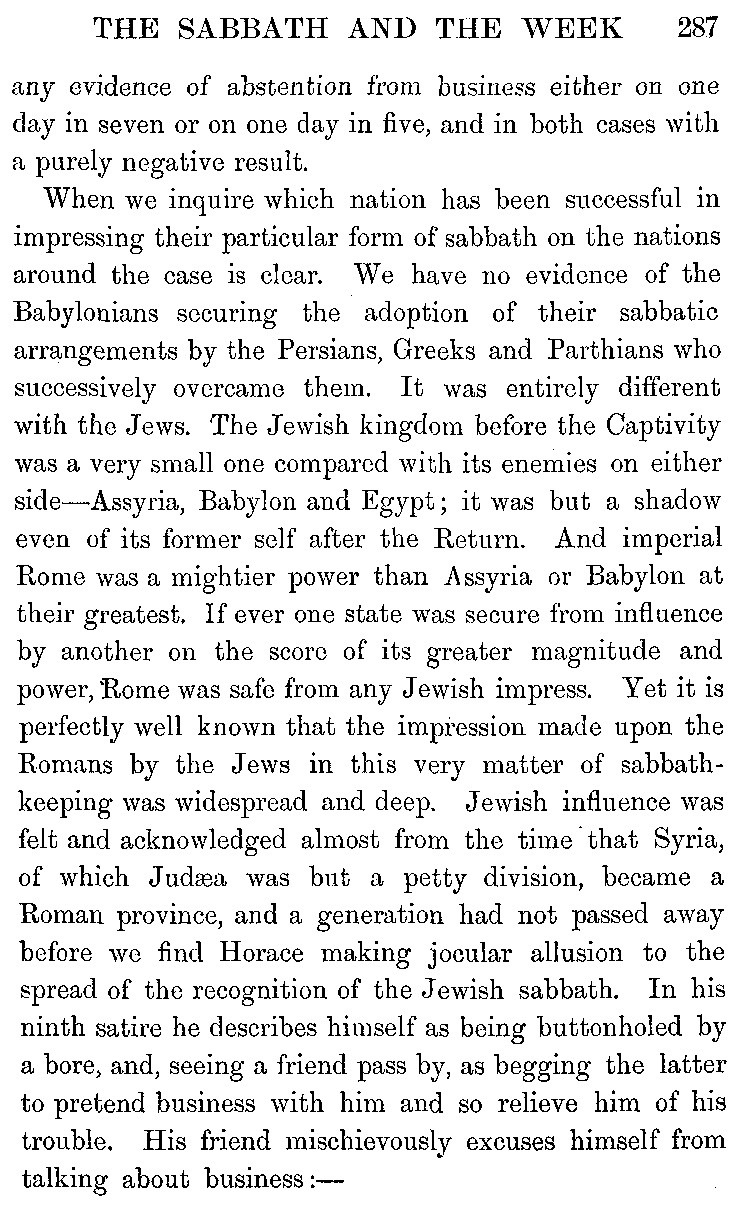 THE SABBATH AND THE WEEK 287
any evidence of abstention from business either on one
day in seven or on one day in five, and in both cases with
a purely negative result.
When we inquire which nation has been successful in
impressing their particular form of sabbath on the nations
around the case is clear. We have no evidence of the
Babylonians securing the adoption of their sabbatic
arrangements by the Persians, Greeks and Parthians who
successively overcame them. It was entirely different
with the Jews. The Jewish kingdom before the Captivity
was a very small one compared with its enemies on either
side—Assyria, Babylon and Egypt; it was but a shadow
even of its former self after the Return. And imperial
Rome was a mightier power than Assyria or Babylon at
their greatest. If ever one state was secure from influence
by another on the score of its greater magnitude and
power, Rome was safe from any Jewish impress. Yet it is
perfectly well known that the impression made upon the
Romans by the Jews in this very matter of sabbath-
keeping was widespread and deep. Jewish influence was
felt and acknowledged almost from the time that Syria,
of which Judæa was but a petty division, became a
Roman province, and a generation had not passed away
before we find Horace making jocular allusion to the
spread of the recognition of the Jewish sabbath. In his
ninth satire he describes himself as being buttonholed by
a bore, and, seeing a friend pass by, as begging the latter
to pretend business with him and so relieve him of his
trouble. His friend mischievously excuses himself from
talking about business:—